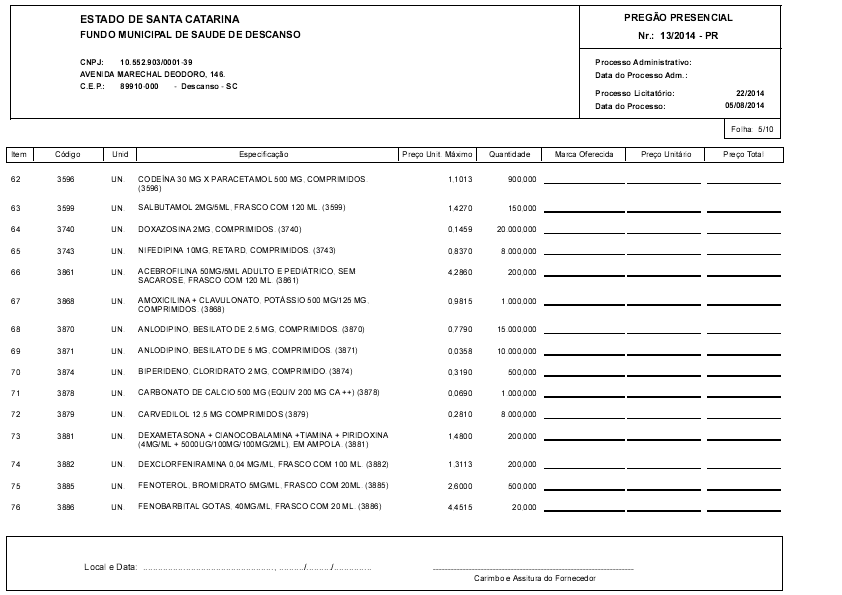 ESTADO DE SANTA CATARINA
FUNDO MUNICIPAL DE SAUDE DE DESCANSO
CNPJ: 10.552.903/0001-39
AVENIDA MARECHAL DEODORO, 146.
C.E.P.: 89910-000 - Descanso - SC
PREGÃO PRESENCIAL
Nr.: 13/2014 - PR
Processo Administrativo:
Data do Processo Adm.:
Processo Licitatório: 22/2014
Data do Processo: 05/08/2014
Folha: 5/10
Item Código Unid Especificação Preço Unit. Máximo Quantidade Marca Oferecida Preço Unitário Preço Total
62 3596 UN. CODEÍNA 30 MG X PARACETAMOL 500 MG, COMPRIMIDOS. 1,1013 900,000
(3596)
63 3599 UN. SALBUTAMOL 2MG/5ML, FRASCO COM 120 ML. (3599) 1,4270 150,000
64 3740 UN. DOXAZOSINA 2MG, COMPRIMIDOS. (3740) 0,1459 20.000,000
65 3743 UN. NIFEDIPINA 10MG, RETARD, COMPRIMIDOS. (3743) 0,8370 8.000,000
66 3861 UN. ACEBROFILINA 50MG/5ML ADULTO E PEDIÁTRICO, SEM 4,2860 200,000
SACAROSE, FRASCO COM 120 ML. (3861)
67 3868 UN. AMOXICILINA + CLAVULONATO, POTÁSSIO 500 MG/125 MG, 0,9815 1.000,000
COMPRIMIDOS. (3868)
68 3870 UN. ANLODIPINO, BESILATO DE 2,5 MG, COMPRIMIDOS. (3870) 0,7790 15.000,000
69 3871 UN. ANLODIPINO, BESILATO DE 5 MG, COMPRIMIDOS. (3871) 0,0358 10.000,000
70 3874 UN. BIPERIDENO, CLORIDRATO 2 MG, COMPRIMIDO. (3874) 0,3190 500,000
71 3878 UN. CARBONATO DE CALCIO 500 MG (EQUIV 200 MG CA ++) (3878) 0,0690 1.000,000
72 3879 UN. CARVEDILOL 12.5 MG COMPRIMIDOS (3879) 0,2810 8.000,000
73 3881 UN. DEXAMETASONA + CIANOCOBALAMINA +TIAMINA + PIRIDOXINA 1,4800 200,000
(4MG/ML + 5000UG/100MG/100MG/2ML), EM AMPOLA. (3881)
74 3882 UN. DEXCLORFENIRAMINA 0,04 MG/ML, FRASCO COM 100 ML. (3882) 1,3113 200,000
75 3885 UN. FENOTEROL, BROMIDRATO 5MG/ML, FRASCO COM 20ML. (3885) 2,6000 500,000
76 3886 UN. FENOBARBITAL GOTAS, 40MG/ML, FRASCO COM 20 ML. (3886) 4,4515 20,000
Local e Data: ............................................., ........./........./.............
Carimbo e Assitura do Fornecedor